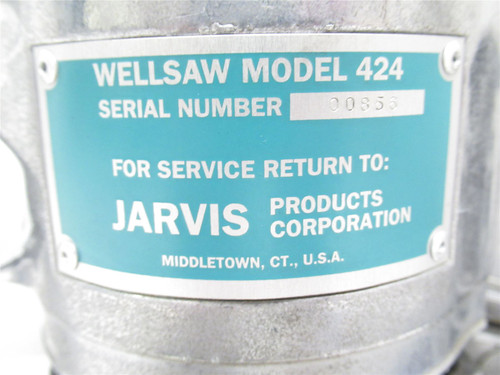 WELLSAW MODEL 424
SERIAL NUMBER
FOR SERVICE RETURN TO:
JARVIS PRODUCTS CORPORATION
MIDDLETOWN, CT., U.S.A.